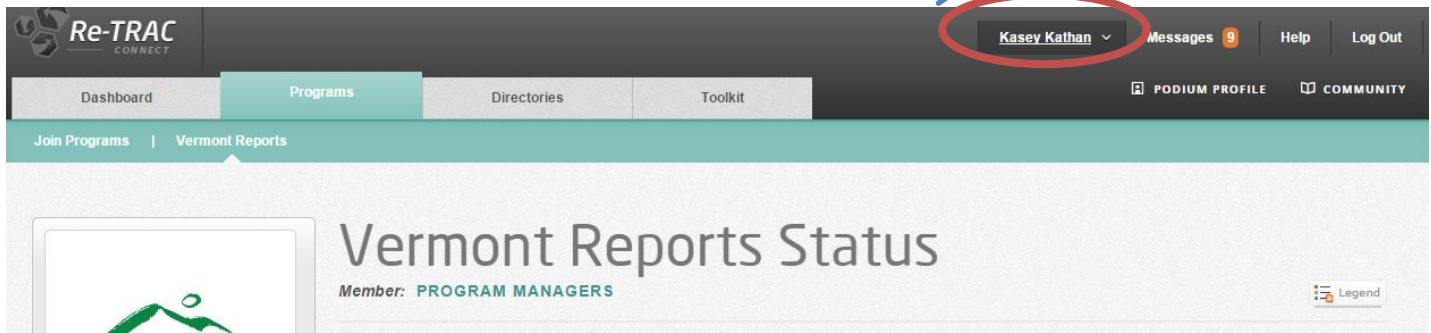 Re-TRAC
CONNECT
Kasey Kathan
Messages 9
Help
Log Out
Dashboard
Programs
Directories
Toolkit
PODIUM PROFILE
COMMUNITY
Join Programs | Vermont Reports
Vermont Reports Status
Member: PROGRAM MANAGERS
Legend